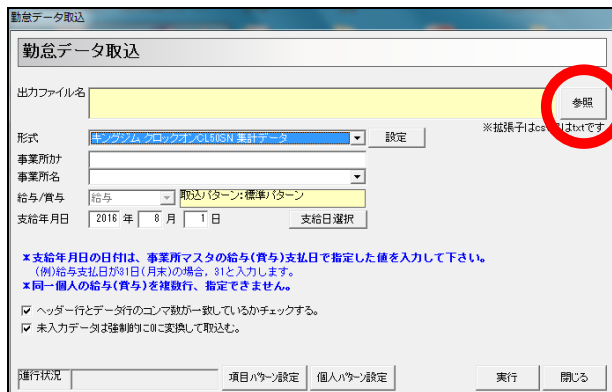 勤怠データ取込
勤怠データ取込
出力ファイル名
参照
※拡張子はcs はtxtです
形式 キングジム クロックオンCL50SN 集計データ 設定
事業所ｶﾅ
事業所名
給与/賞与 給与 取込パターン:標準パターン
支給年月日 2016 年 8 月 1 日 支給日選択
＊支給年月日の日付は、事業所マスタの給与(賞与)支払日で指定した値を入力して下さい。
(例)給与支払日が31日(月末)の場合、31と入力します。
＊同一個人の給与(賞与)を複数行、指定できません。
ヘッダー行とデータ行のコンマ数が一致しているかチェックする。
未入力データは強制的に0に変換して取込む。
進行状況 項目ﾊﾟﾀｰﾝ設定 個人ﾊﾟﾀｰﾝ設定 実行 閉じる